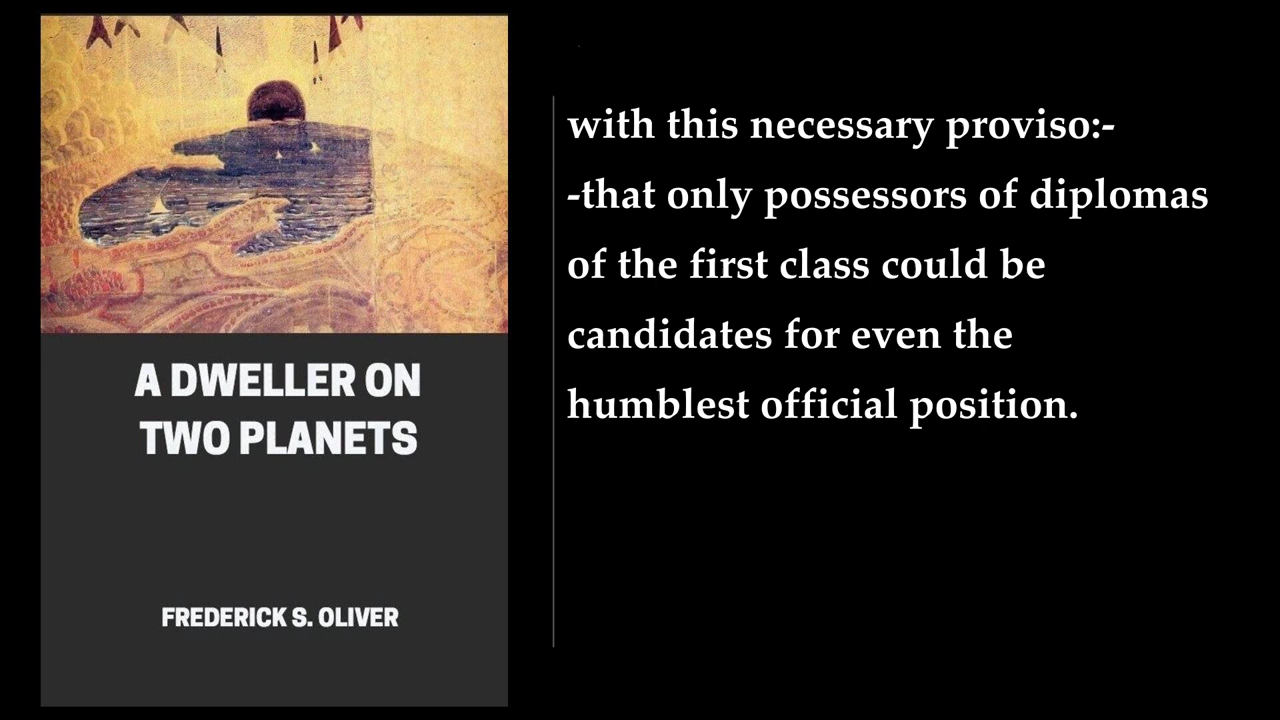 A DWELLER ON
TWO PLANETS
FREDERICK S. OLIVER
with this necessary proviso:-
-that only possessors of diplomas
of the first class could be
candidates for even the
humblest official position.